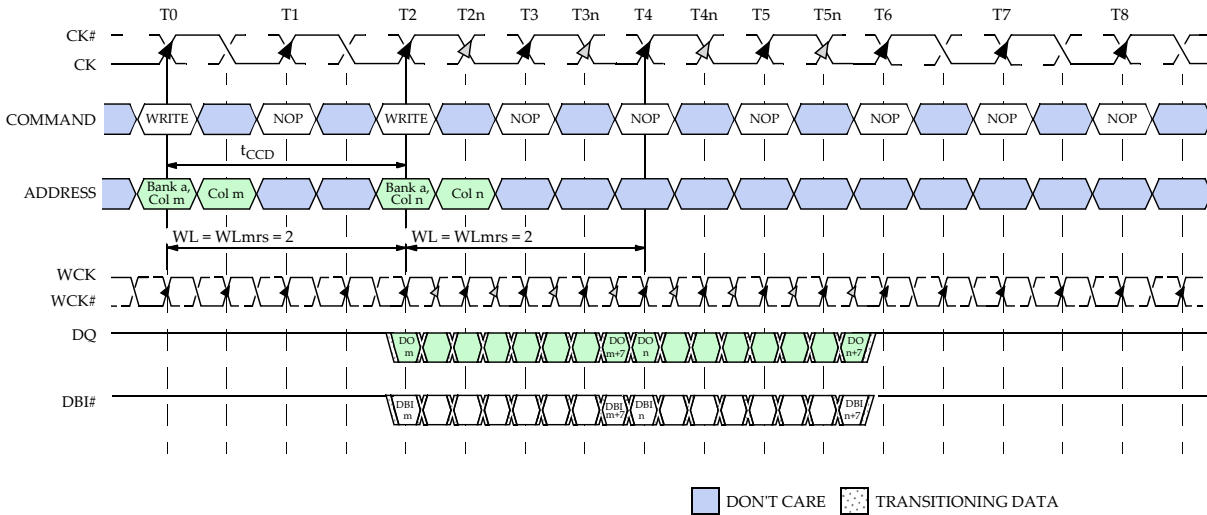 T0 T1 T2 T2n T3 T3n T4 T4n T5 T5n T6 T7 T8
CK#
CK
COMMAND WRITE NOP WRITE NOP NOP NOP NOP NOP NOP
tCCD
ADDRESS Bank a, Col m Col m Bank a, Col n Col n
WL = WLmrs = 2 WL = WLmrs = 2
WCK
WCK#
DQ
DO m DO m+7 DO n DO n+7
DBI#
DBI m DBI m+7 DBI n DBI n+7
DON'T CARE TRANSITIONING DATA